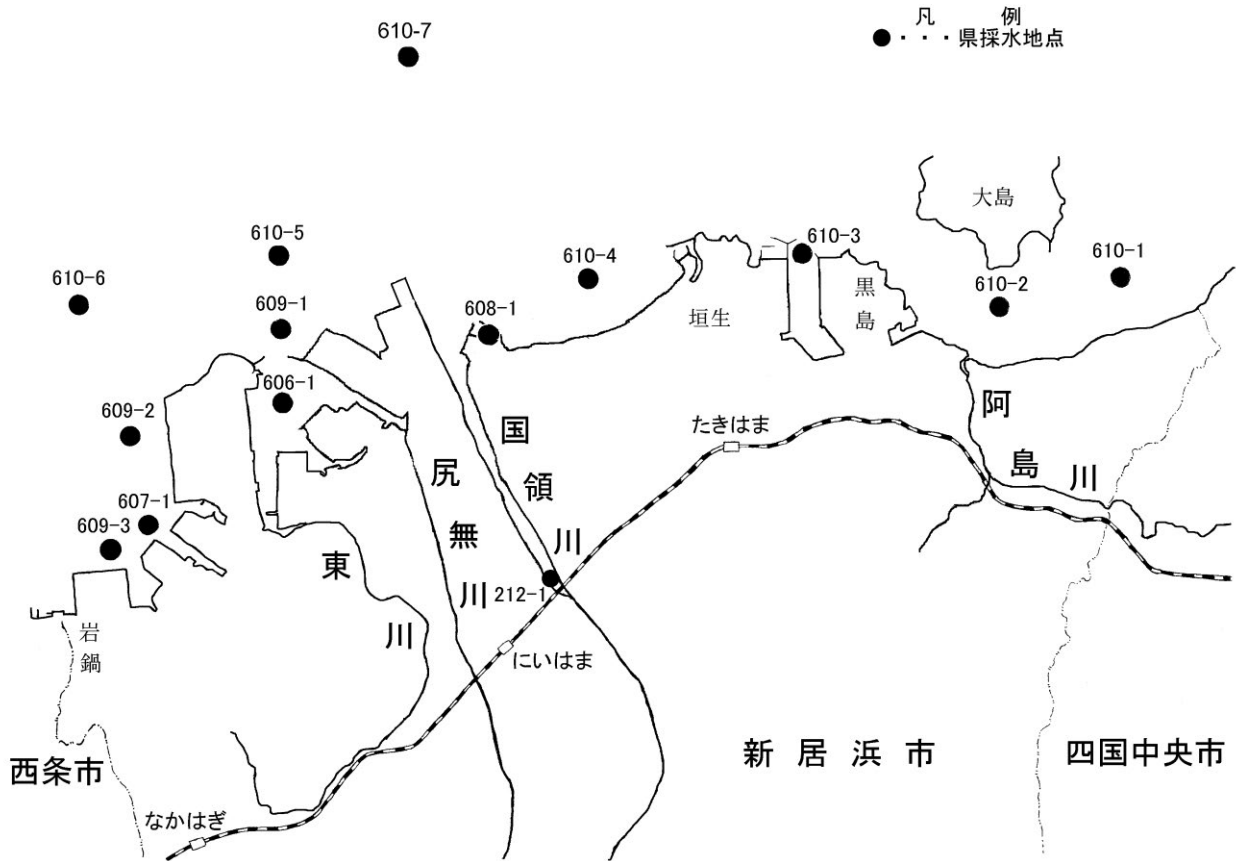 凡 例
●・・・県採水地点
610-7
大島
610-5
610-3
610-1
610-4
610-6
610-2
黒島
609-1
608-1
垣生
606-1
阿島川
609-2
たきはま
国領川
尻無川
607-1
609-3
東川
212-1
岩鍋
にいはま
新居浜市
四国中央市
西条市
なかはぎ